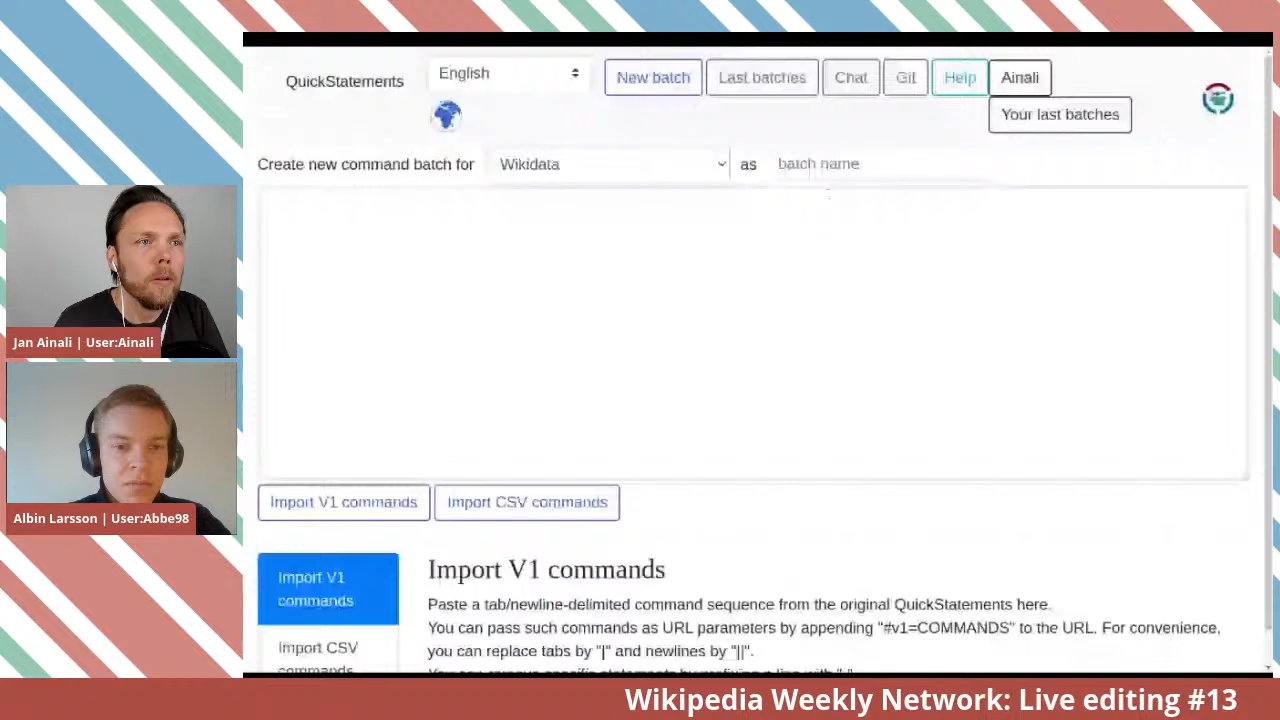 QuickStatements
English
New batch
Last batches
Chat
Git
Help
Ainali
Your last batches
Create new command batch for
Wikidata
as
batch name
Import V1 commands
Import CSV commands
Import V1
commands
Import CSV
commands
Import V1 commands
Paste a tab/newline-delimited command sequence from the original QuickStatements here.
You can pass such commands as URL parameters by appending "#v1=COMMANDS" to the URL. For convenience,
you can replace tabs by "|" and newlines by "||".
Jan Ainali | User:Ainali
Albin Larsson | User:Abbe98
Wikipedia Weekly Network: Live editing #13